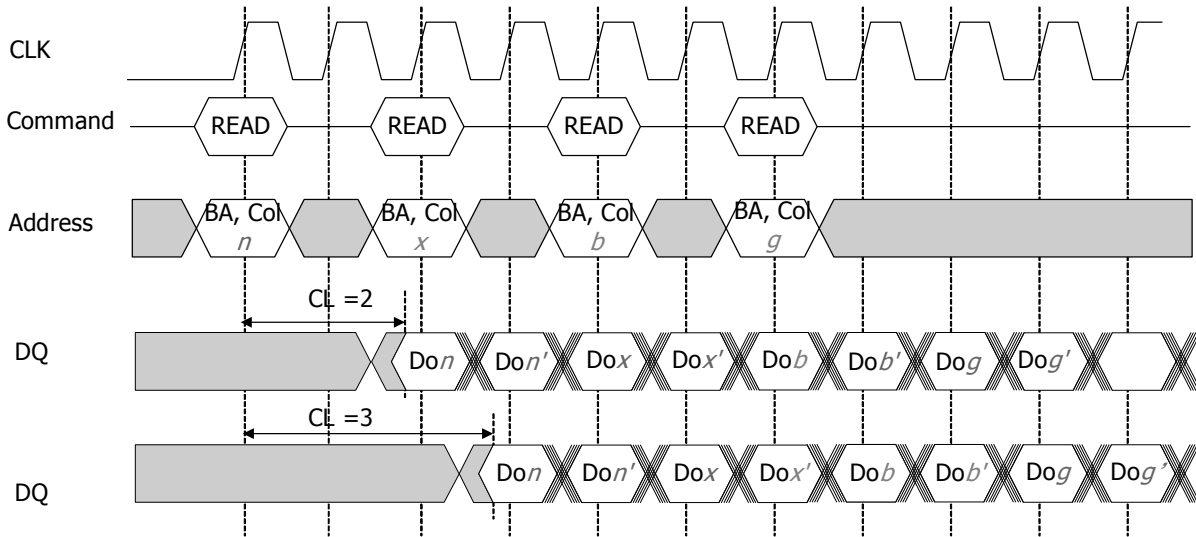 CLK
Command
READ READ READ READ
Address
BA, Col BA, Col BA, Col BA, Col
n x b g
CL =2
DQ
Don Don' Dox Dox' Dob Dob' Dog Dog'
CL =3
DQ
Don Don' Dox Dox' Dob Dob' Dog Dog’